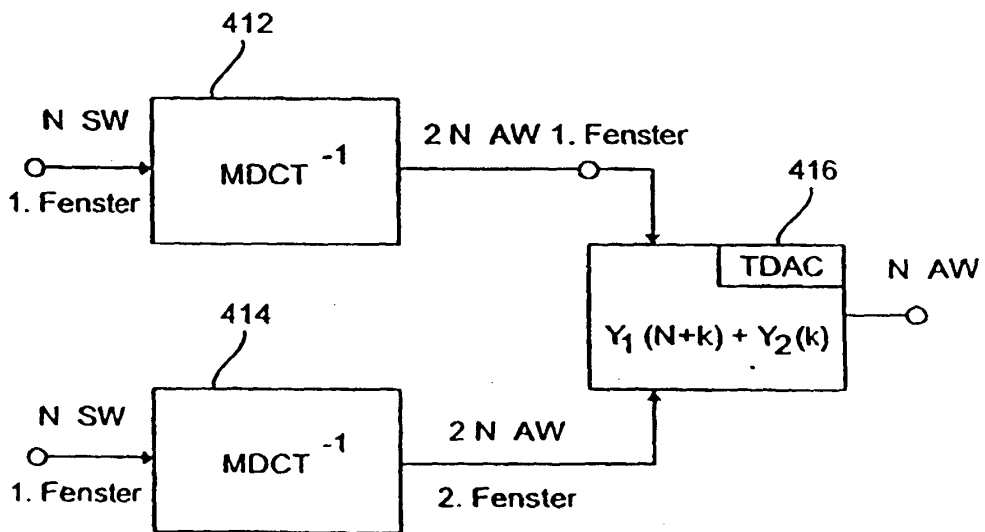 412
N SW
1. Fenster
MDCT -1
2 N AW 1. Fenster
416
TDAC
Y1 (N+k) + Y2(k)
N AW
414
N SW
1. Fenster
MDCT -1
2 N AW
2. Fenster